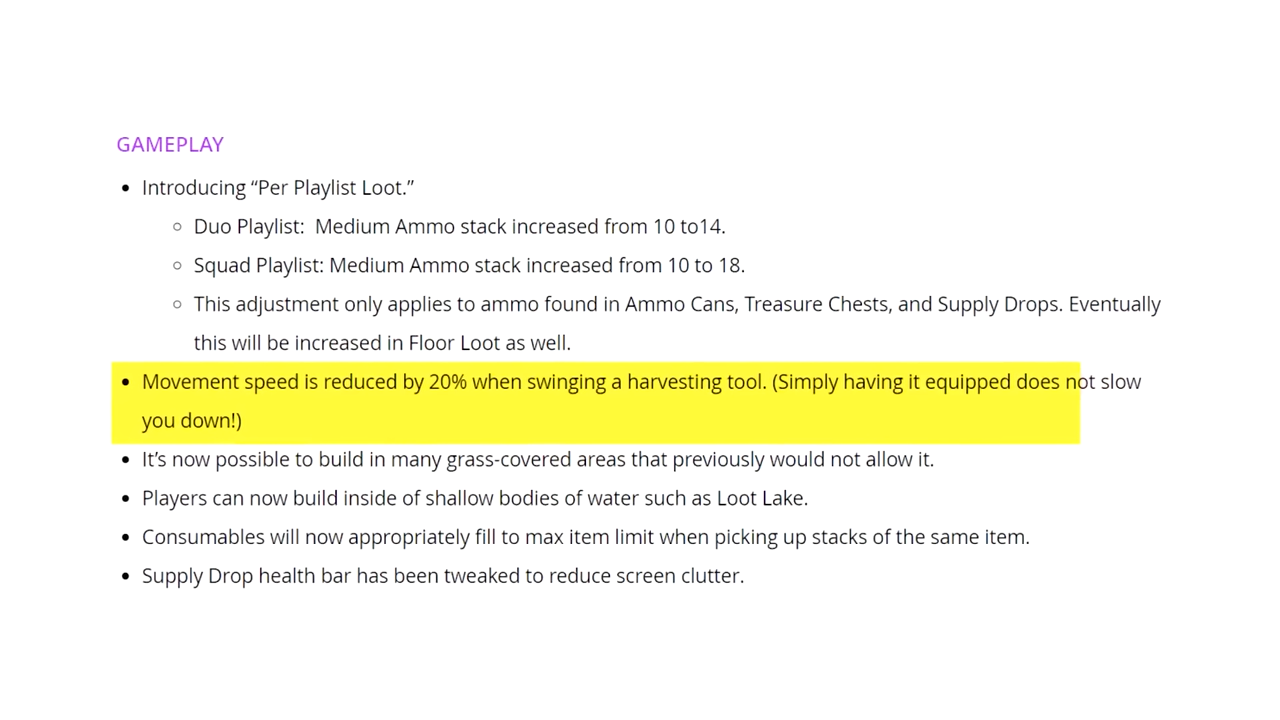 GAMEPLAY
• Introducing “Per Playlist Loot.”
○ Duo Playlist:  Medium Ammo stack increased from 10 to14.
○ Squad Playlist: Medium Ammo stack increased from 10 to 18.
○ This adjustment only applies to ammo found in Ammo Cans, Treasure Chests, and Supply Drops. Eventually
this will be increased in Floor Loot as well.
• Movement speed is reduced by 20% when swinging a harvesting tool. (Simply having it equipped does not slow
you down!)
• It’s now possible to build in many grass-covered areas that previously would not allow it.
• Players can now build inside of shallow bodies of water such as Loot Lake.
• Consumables will now appropriately fill to max item limit when picking up stacks of the same item.
• Supply Drop health bar has been tweaked to reduce screen clutter.